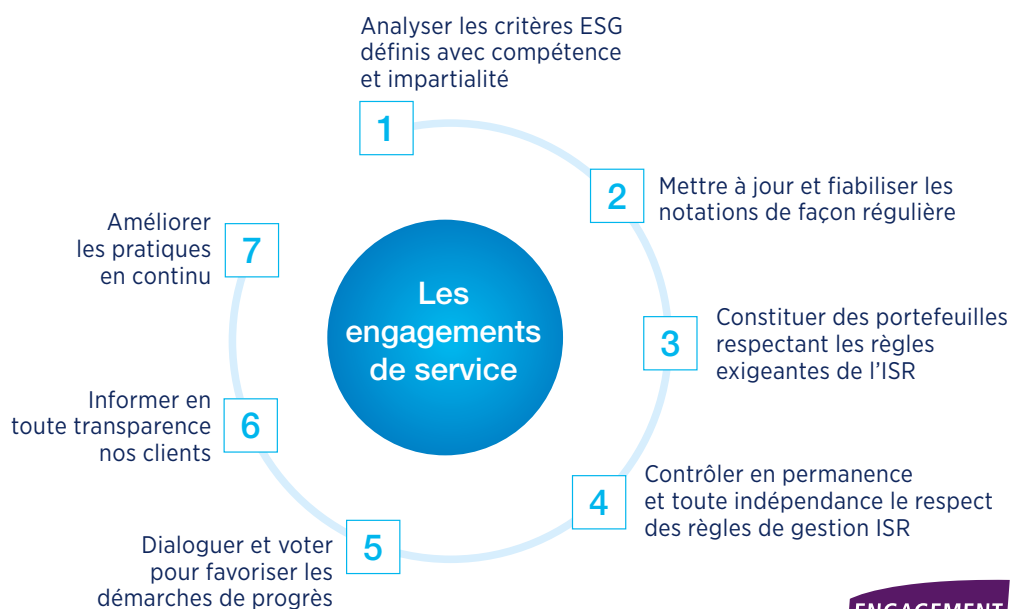 Analyser les critères ESG
définis avec compétence
et impartialité
1
2
Mettre à jour et fiabiliser les
notations de façon régulière
3
Constituer des portefeuilles
respectant les règles
exigeantes de l’ISR
4
Contrôler en permanence
et toute indépendance le respect
des règles de gestion ISR
5
Dialoguer et voter
pour favoriser les
démarches de progrès
6
Informer en
toute transparence
nos clients
7
Améliorer
les pratiques
en continu
Les
engagements
de service
ENGAGEMENT